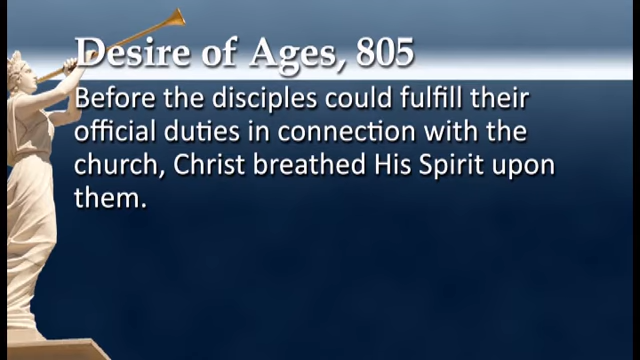 Desire of Ages, 805
Before the disciples could fulfill their
official duties in connection with the
church, Christ breathed His Spirit upon
them.